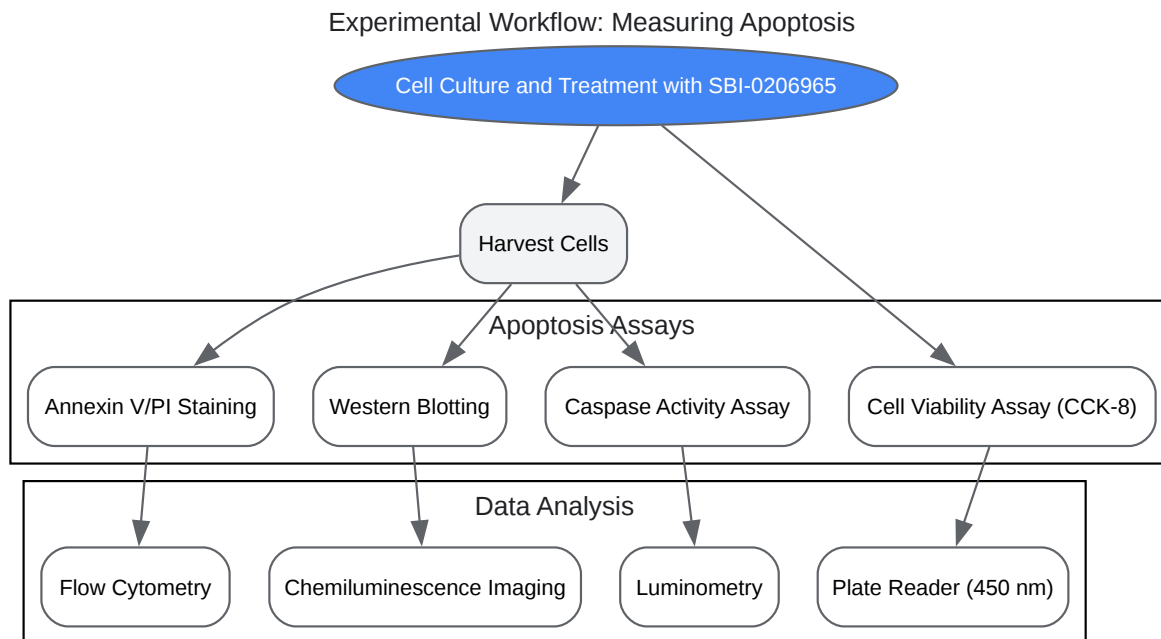 Experimental Workflow: Measuring Apoptosis
Cell Culture and Treatment with SBI-0206965
Harvest Cells
Apoptosis Assays
Annexin V/PI Staining
Western Blotting
Caspase Activity Assay
Cell Viability Assay (CCK-8)
Data Analysis
Flow Cytometry
Chemiluminescence Imaging
Luminometry
Plate Reader (450 nm)